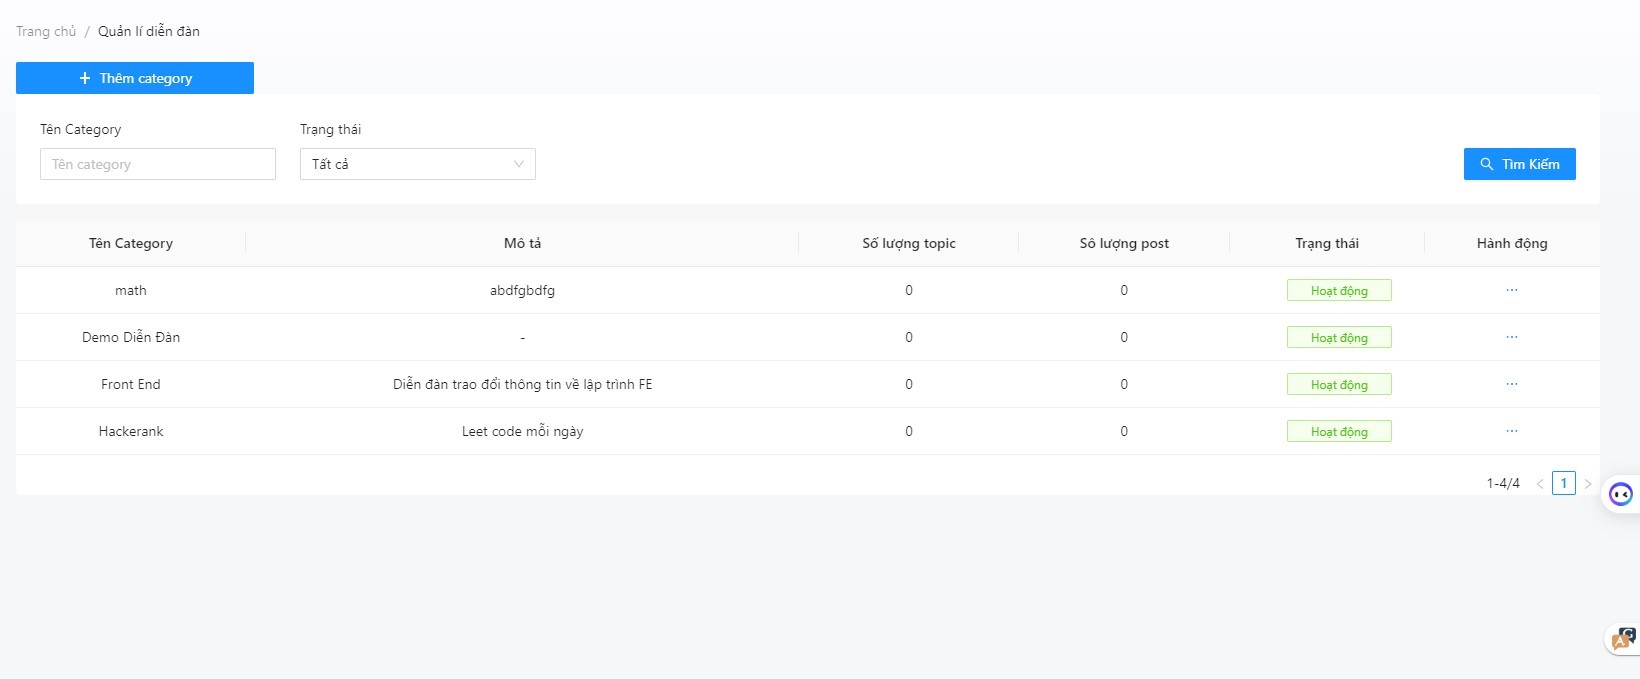 Trang chủ / Quản lí diễn đàn
+ Thêm category
Tên Category Trạng thái
Tên category Tất cả Tìm Kiếm
Tên Category Mô tả Số lượng topic Sô lượng post Trạng thái Hành động
math abdfgbdfg 0 0 Hoạt động ...
Demo Diễn Đàn - 0 0 Hoạt động ...
Front End Diễn đàn trao đổi thông tin về lập trình FE 0 0 Hoạt động ...
Hackerank Leet code mỗi ngày 0 0 Hoạt động ...
1-4/4 < 1 >